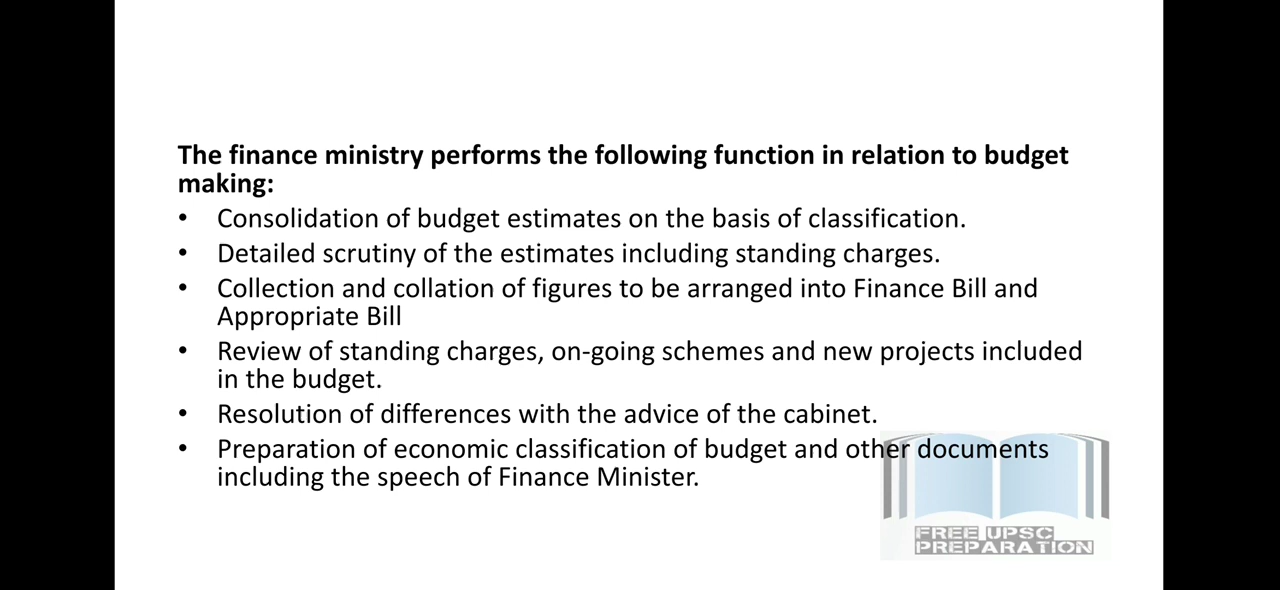 The finance ministry performs the following function in relation to budget
making:
• Consolidation of budget estimates on the basis of classification.
• Detailed scrutiny of the estimates including standing charges.
• Collection and collation of figures to be arranged into Finance Bill and
Appropriate Bill
• Review of standing charges, on-going schemes and new projects included
in the budget.
• Resolution of differences with the advice of the cabinet.
• Preparation of economic classification of budget and other documents
including the speech of Finance Minister.
FREE UPSC
PREPARATION